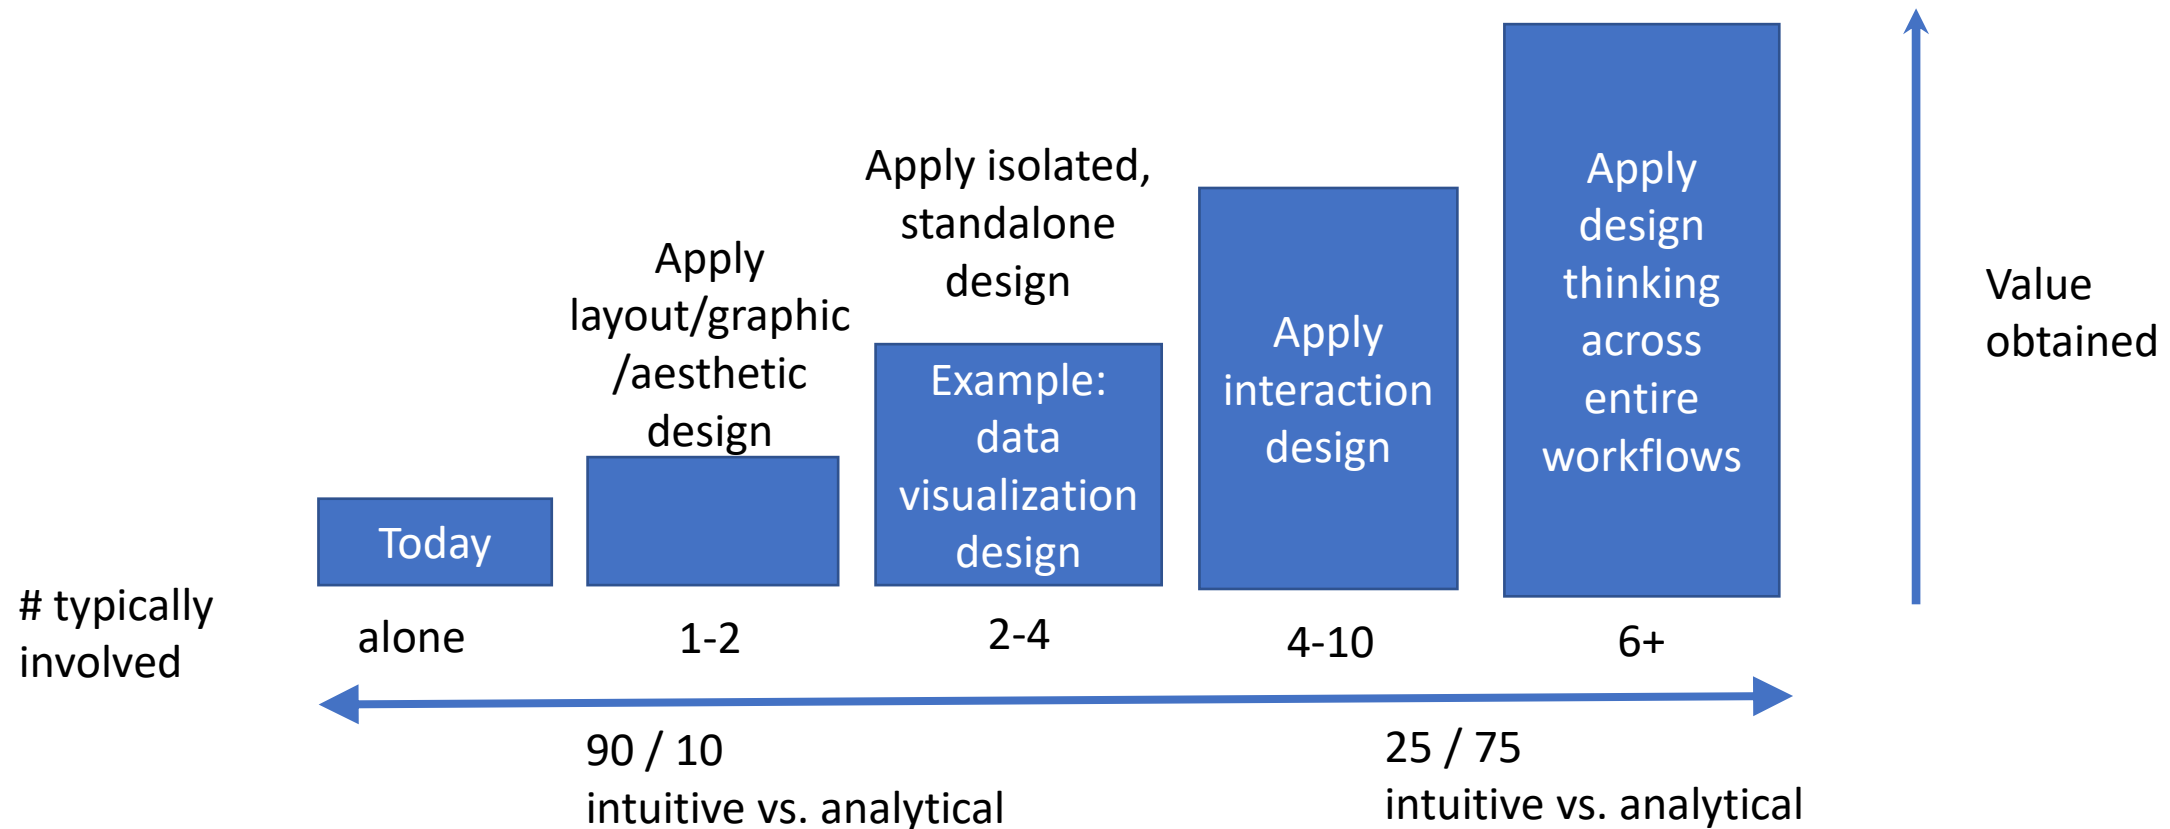 Apply
layout/graphic
/aesthetic
design
Apply isolated,
standalone
design
Today
Example:
data
visualization
design
Apply
interaction
design
Apply
design
thinking
across
entire
workflows
Value
obtained
# typically
involved
alone
1-2
2-4
4-10
6+
90 / 10
intuitive vs. analytical
25 / 75
intuitive vs. analytical